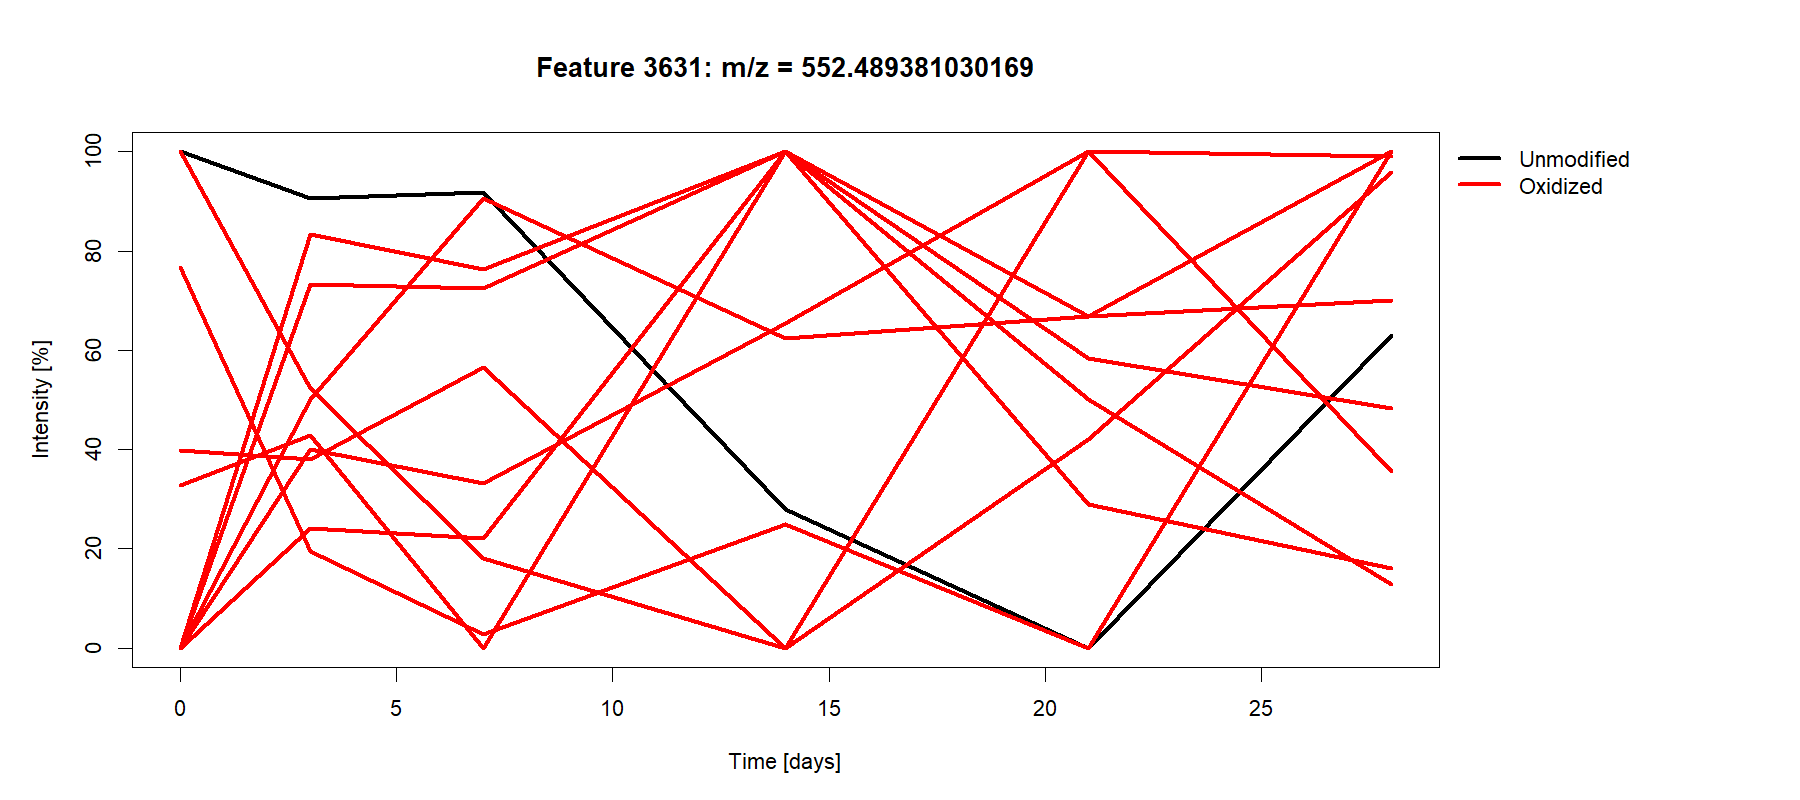 Feature 3631: m/z = 552.489381030169
Unmodified
Oxidized
Intensity [%]
100
80
60
40
20
0
0 5 10 15 20 25
Time [days]